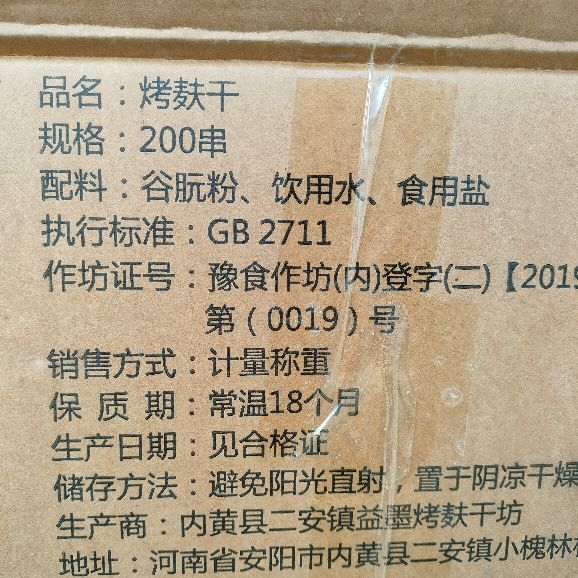 品名：烤麸干
规格：200串
配料：谷朊粉、饮用水、食用盐
执行标准：GB 2711
作坊证号：豫食作坊(内)登字(二)【2019
第（0019）号
销售方式：计量称重
保质期：常温18个月
生产日期：见合格证
储存方法：避免阳光直射，置于阴凉干燥
生产商：内黄县二安镇益墨烤麸干坊
地址：河南省安阳市内黄县二安镇小槐林